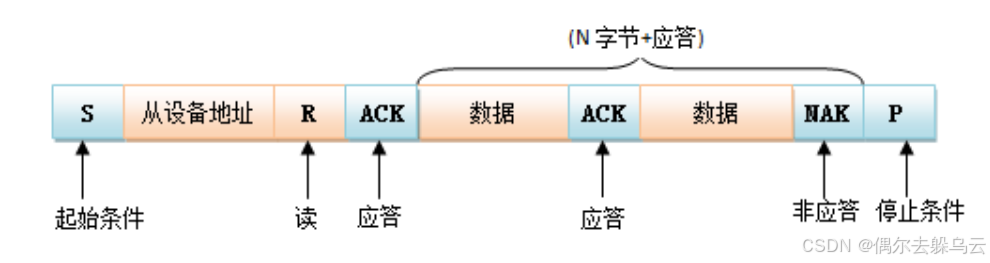 (N 字节+应答)
S 从设备地址 R ACK 数据 ACK 数据 NAK P
起始条件 读 应答 应答 非应答 停止条件
CSDN @偶尔去躲乌云